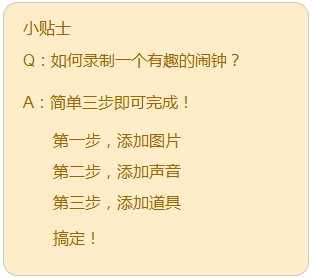 小贴士
Q：如何录制一个有趣的闹钟？
A：简单三步即可完成！
第一步，添加图片
第二步，添加声音
第三步，添加道具
搞定！